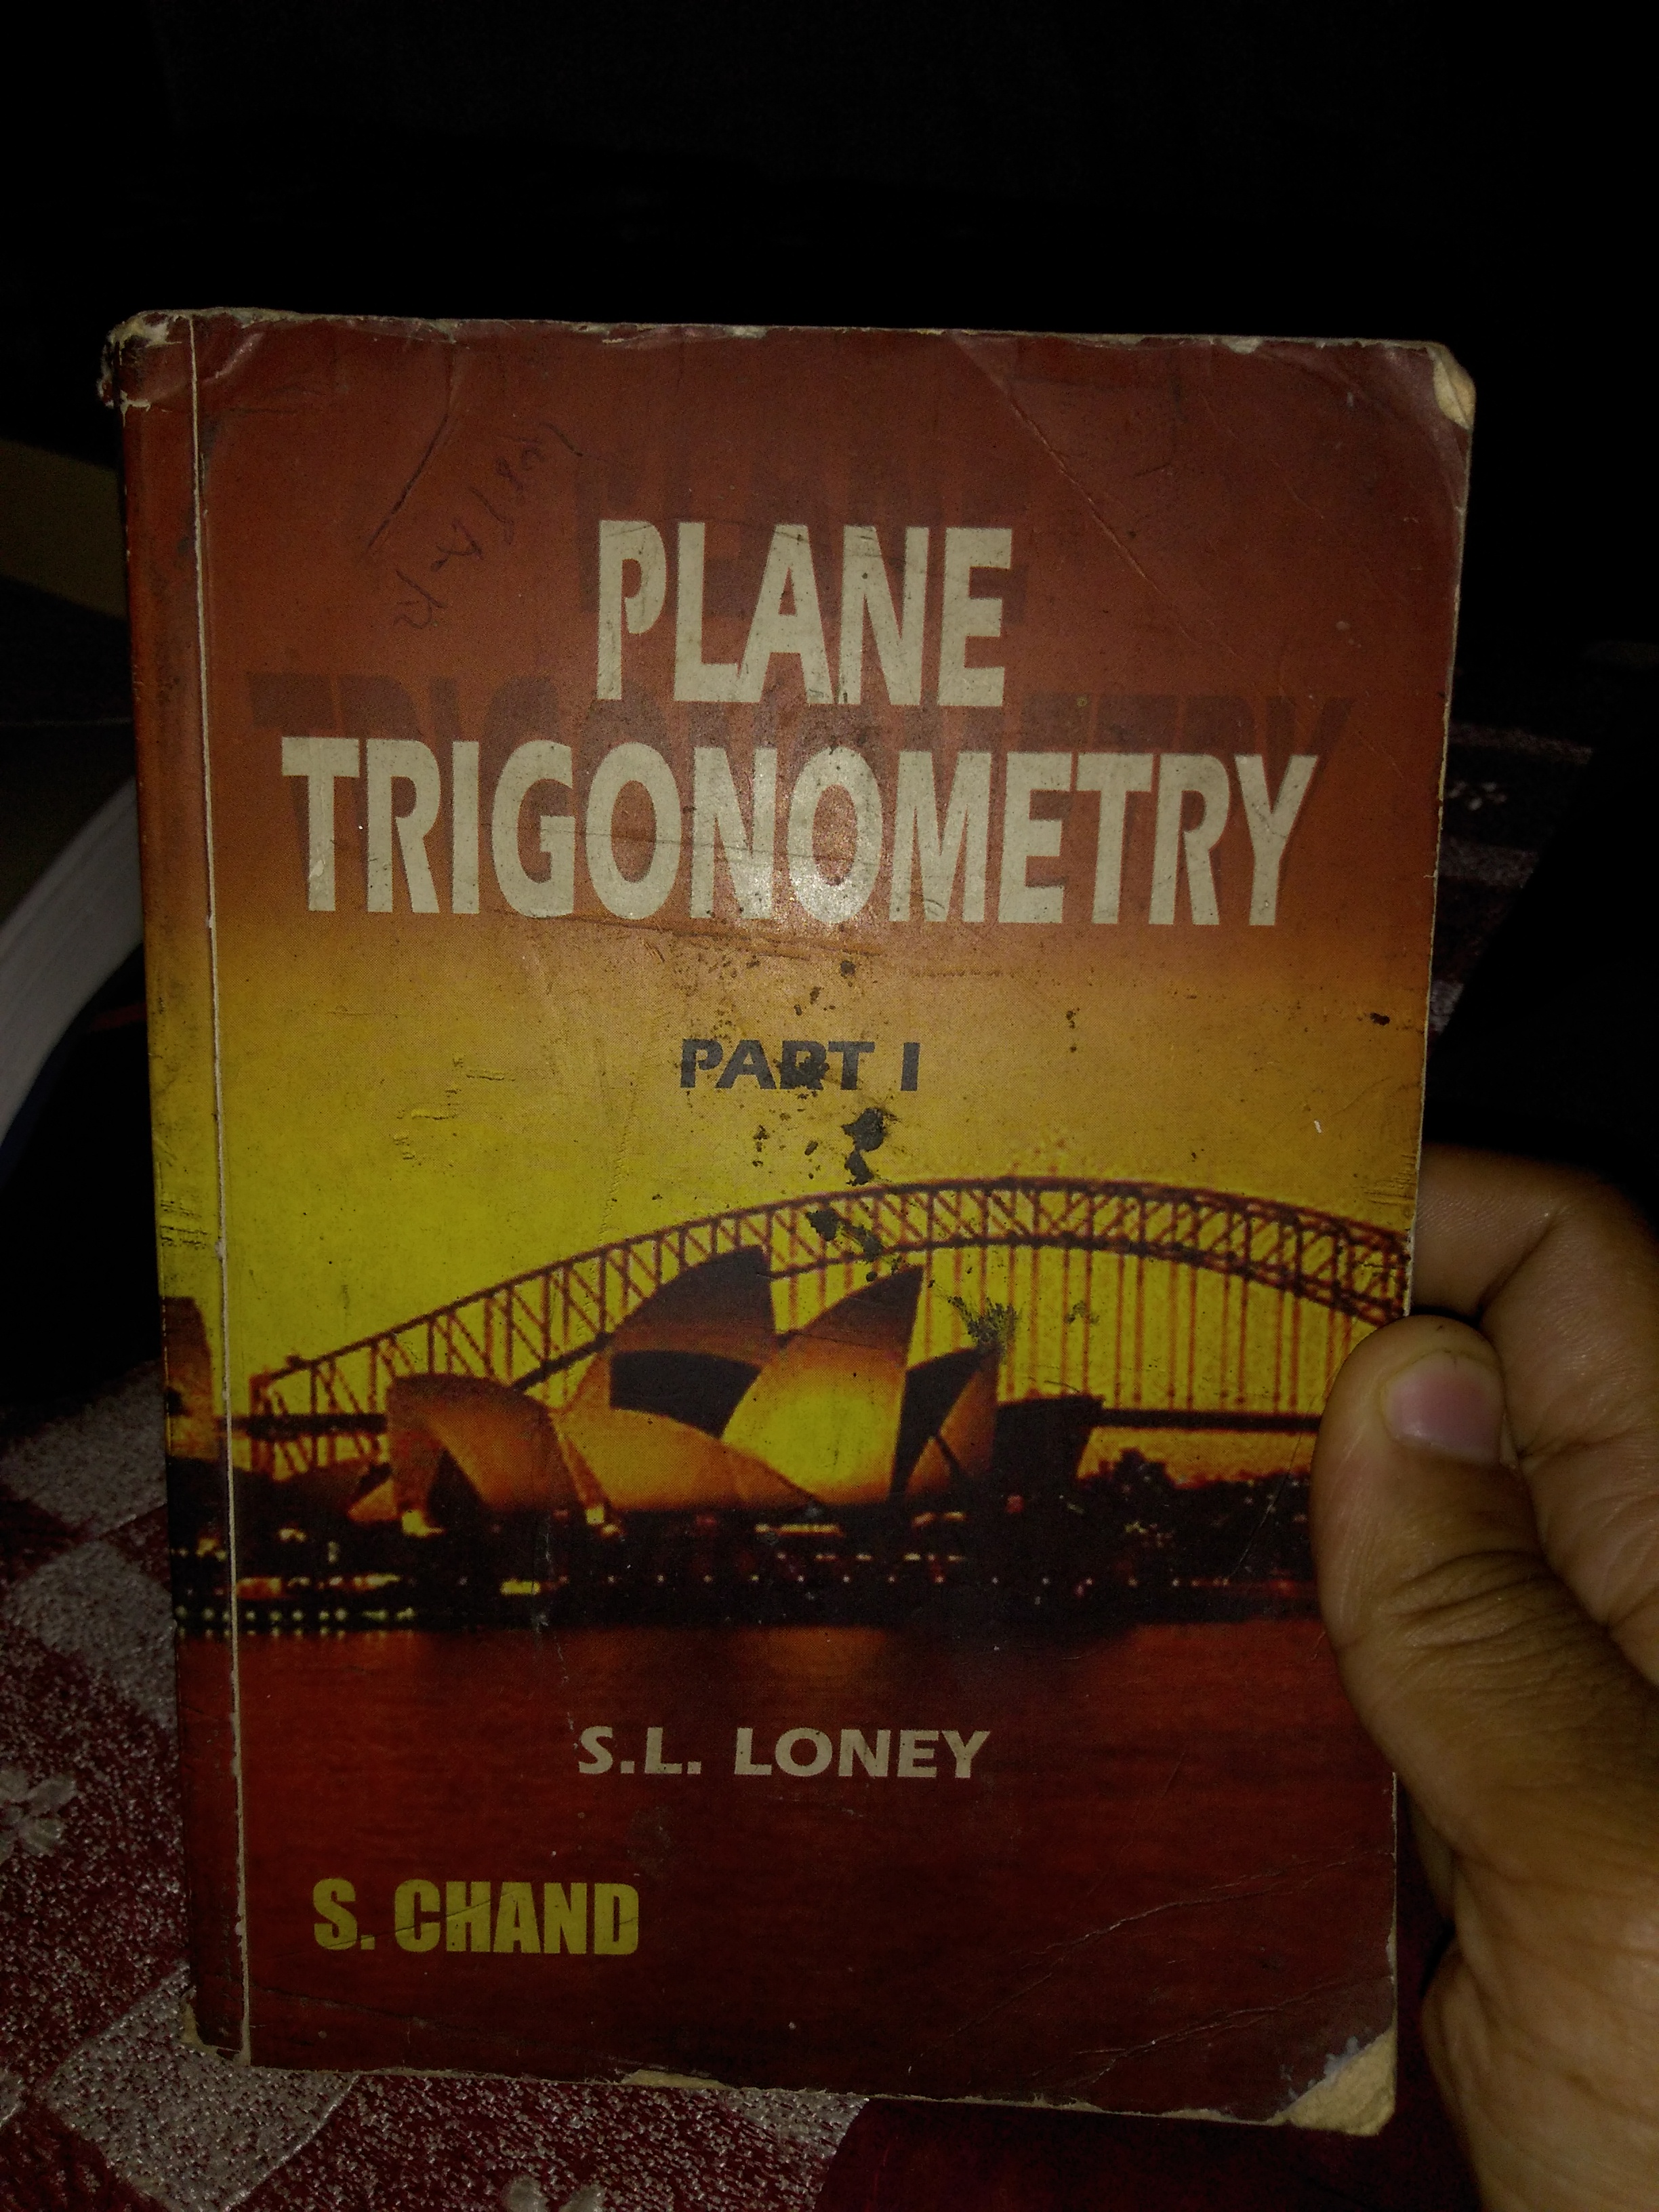 PLANE
TRIGONOMETRY
PART I
S.L. LONEY
S. CHAND